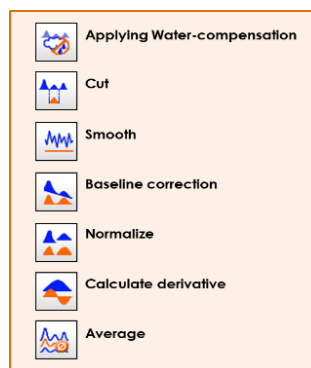 Applying Water-compensation
Cut
Smooth
Baseline correction
Normalize
Calculate derivative
Average